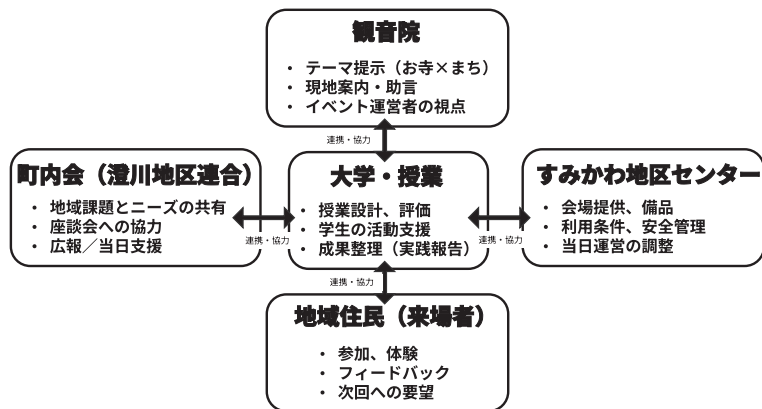 観音院
・ テーマ提示（お寺×まち）
・ 現地案内・助言
・ イベント運営者の視点
連携・協力
町内会（澄川地区連合）
・ 地域課題とニーズの共有
・ 座談会への協力
・ 広報／当日支援
連携・協力
大学・授業
・ 授業設計、評価
・ 学生の活動支援
・ 成果整理（実践報告）
連携・協力
すみかわ地区センター
・ 会場提供、備品
・ 利用条件、安全管理
・ 当日運営の調整
連携・協力
地域住民（来場者）
・ 参加、体験
・ フィードバック
・ 次回への要望